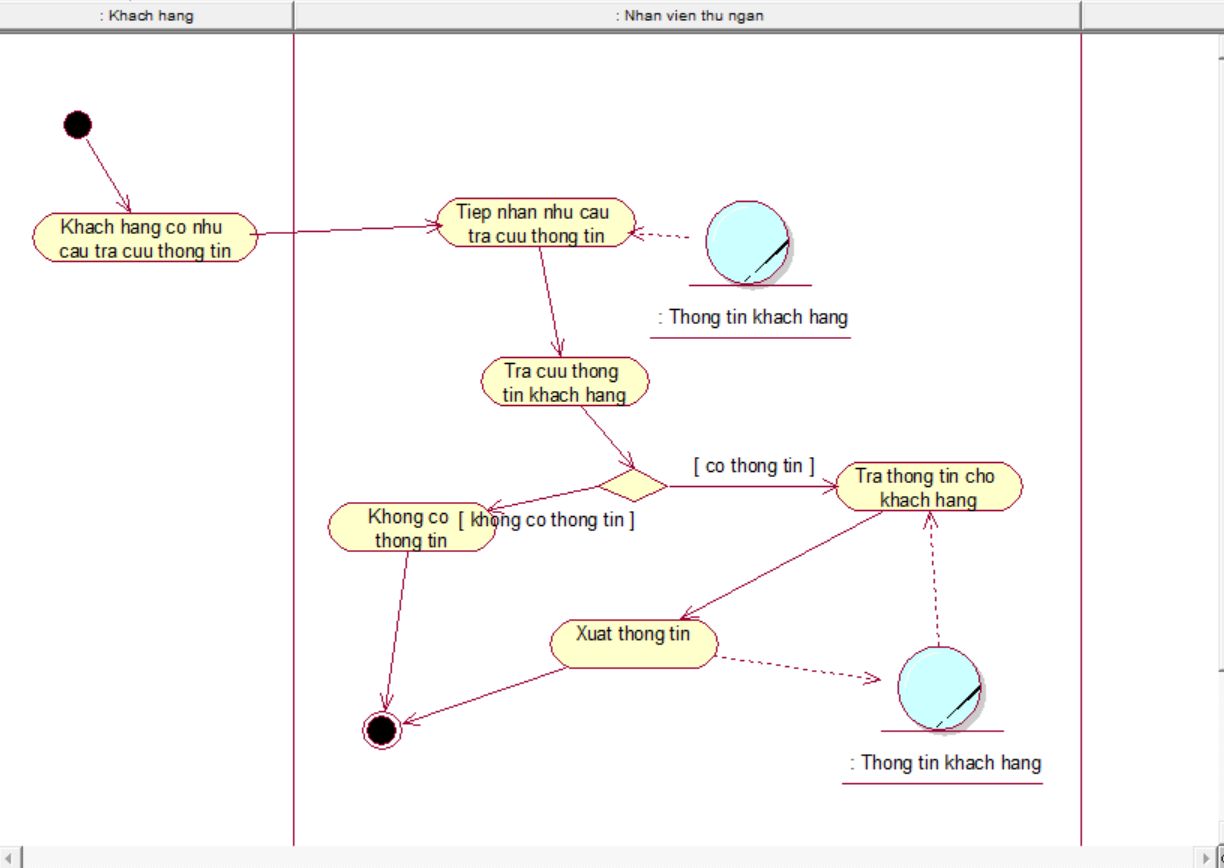 : Khach hang
: Nhan vien thu ngan
Khach hang co nhu
cau tra cuu thong tin
Tiep nhan nhu cau
tra cuu thong tin
: Thong tin khach hang
Tra cuu thong
tin khach hang
[ co thong tin ]
Tra thong tin cho
khach hang
Khong co
thong tin
[ khong co thong tin ]
Xuat thong tin
: Thong tin khach hang